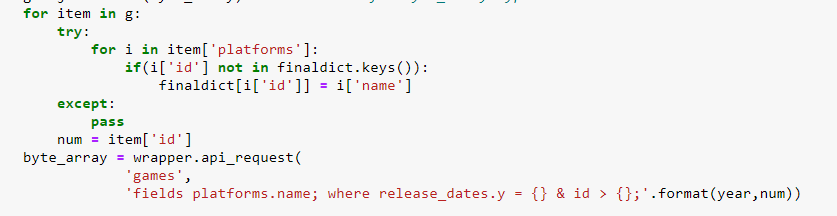 for item in g:
try:
for i in item['platforms']:
if(i['id'] not in finaldict.keys()):
finaldict[i['id']] = i['name']
except:
pass
num = item['id']
byte_array = wrapper.api_request(
'games',
'fields platforms.name; where release_dates.y = {} & id > {};'.format(year,num))